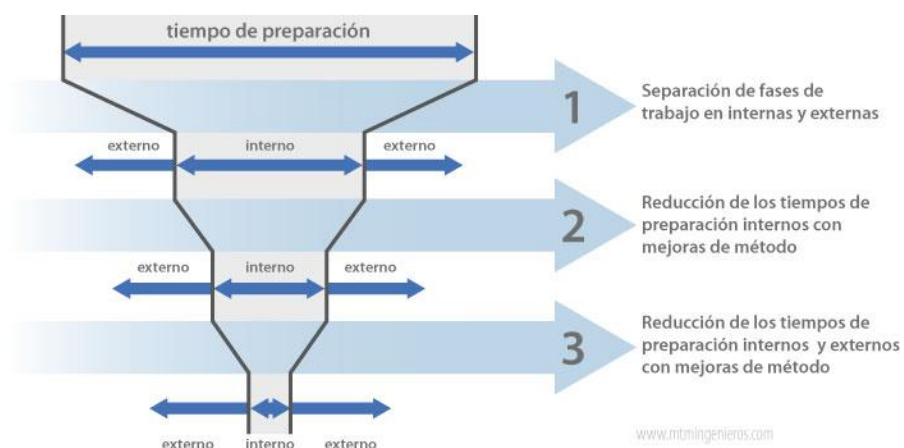 tiempo de preparación
1
Separación de fases de
trabajo en internas y externas
externo interno externo
2
Reducción de los tiempos de
preparación internos con
mejoras de método
externo interno externo
3
Reducción de los tiempos de
preparación internos y externos
con mejoras de método
externo interno externo
www.mtmingenieros.com